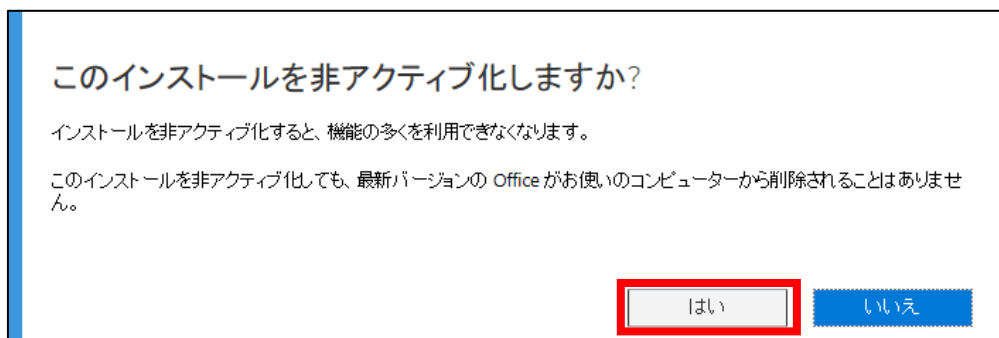 このインストールを非アクティブ化しますか?
インストールを非アクティブ化すると、機能の多くを利用できなくなります。
このインストールを非アクティブ化しても、最新バージョンの Office がお使いのコンピューターから削除されることはありませ
ん。
はい
いいえ